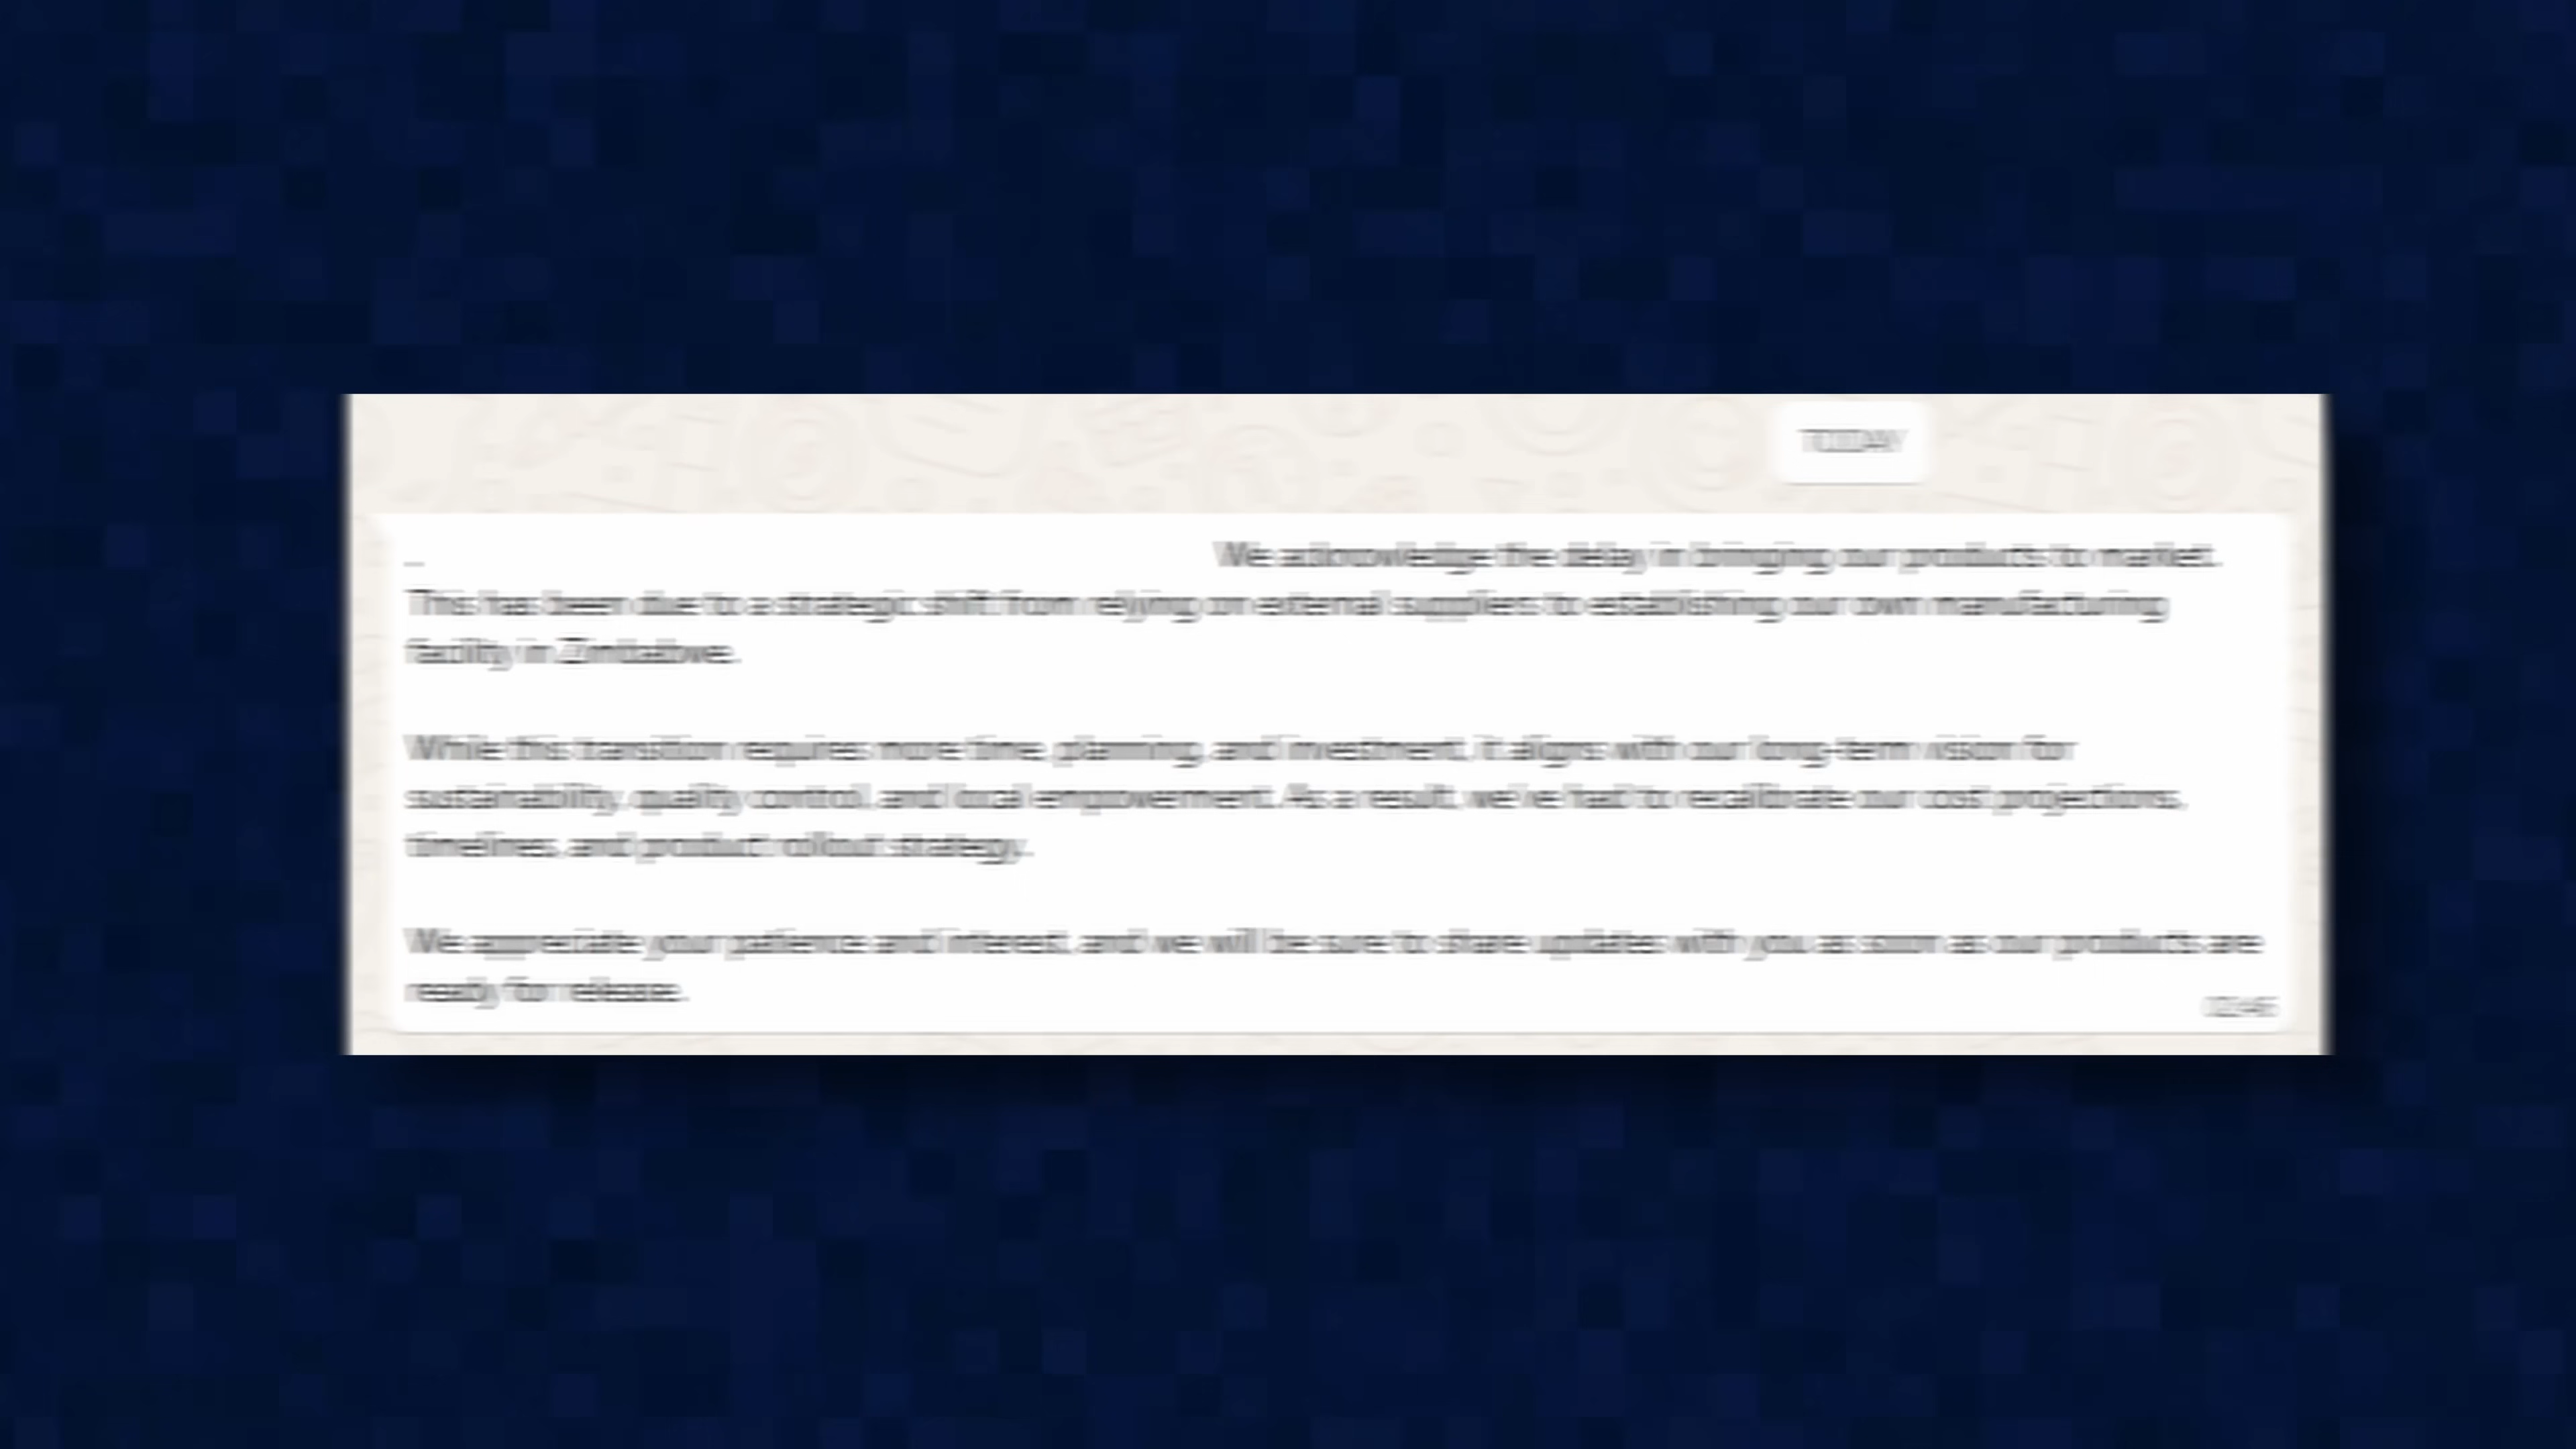 TODAY
We acknowledge the delay in bringing our products to market.
This has been due to a strategic shift from relying on external suppliers to establishing our own manufacturing
facility in Zimbabwe.
While this transition requires more time, planning, and investment, it aligns with our long-term vision for
sustainability, quality control, and local empowerment. As a result, we've had to recalibrate our cost projections,
timelines, and product rollout strategy.
We appreciate your patience and interest, and we will be sure to share updates with you as soon as our products are
ready for release.